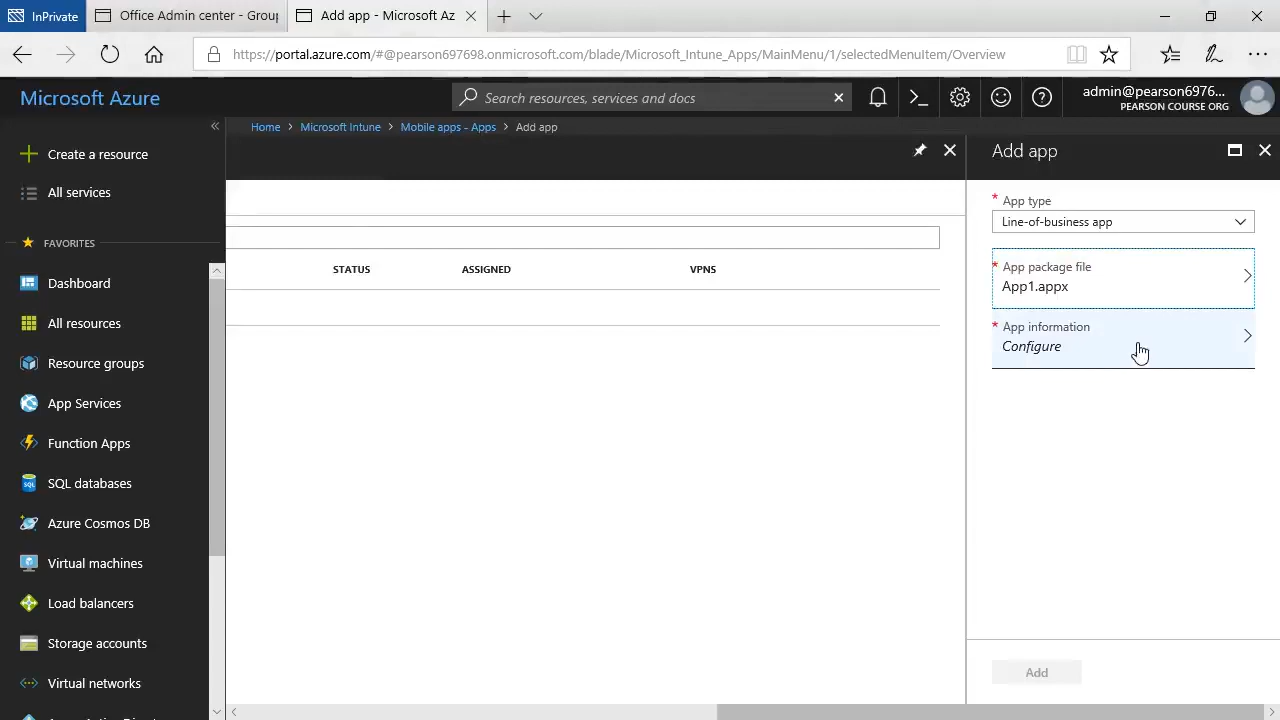 InPrivate
Office Admin center - Group
Add app - Microsoft Az
https://portal.azure.com/#@pearson697698.onmicrosoft.com/blade/Microsoft_Intune_Apps/MainMenu/1/selectedMenuItem/Overview
Microsoft Azure
Search resources, services and docs
admin@pearson6976...
PEARSON COURSE ORG
Home > Microsoft Intune > Mobile apps - Apps > Add app
Create a resource
All services
FAVORITES
Dashboard
All resources
Resource groups
App Services
Function Apps
SQL databases
Azure Cosmos DB
Virtual machines
Load balancers
Storage accounts
Virtual networks
STATUS ASSIGNED VPNS
Add app
* App type
Line-of-business app
* App package file
App1.appx
* App information
Configure
Add